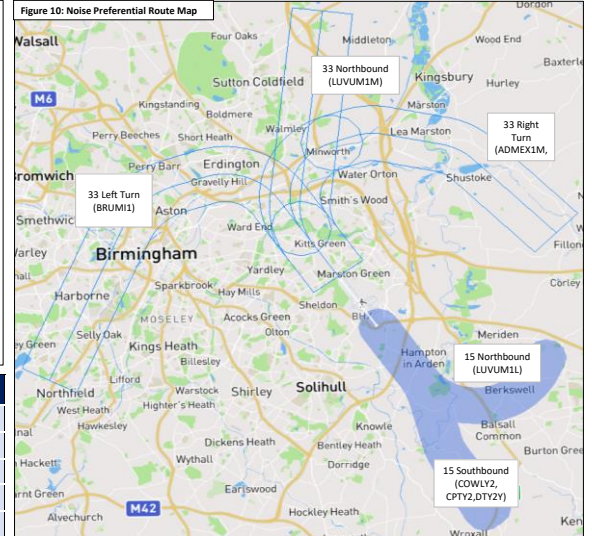 Figure 10: Noise Preferential Route Map
Dordon
Walsall
Four Oaks
Middleton
Wood End
Baxterle
33 Northbound
(LUVUM1M)
Sutton Coldfield
Kingsbury
Hurley
M6
Kingstanding
Boldmere
Marston
Perry Beeches
Short Heath
Walmley
Lea Marston
33 Right
Turn
(ADMEX1M,
Minworth
Perry Barr
Erdington
Water Orton
Shustoke
romwich
Gravelly Hill
33 Left Turn
(BRUMI1)
Smith's Wood
Smethwic
Aston
Ward End
Fillon
Kitts Green
arley
Birmingham
Yardley
Marston Green
Corley
Sparkbrook
Hay Mills
Harborne
Sheldon
MOSELEY
Acocks Green
BH
Olton
Meriden
Selly Oak
Kings Heath
Hampton
in Arden
15 Northbound
(LUVUM1L)
ey Green
Billesley
Lifford
Solihull
Berkswell
Northfield
Warstock
Shirley
West Heath
Highter's Heath
Knowle
Balsall
Common
Hawkesley
Dickens Heath
Bentley Heath
Burton Gree
n Hackett
Wythall
Dorridge
15 Southbound
(COWLY2,
CPTY2,DTY2Y)
Earlswood
arnt Green
M42
Hockley Heath
Alvechurch
Wroxall
Ken